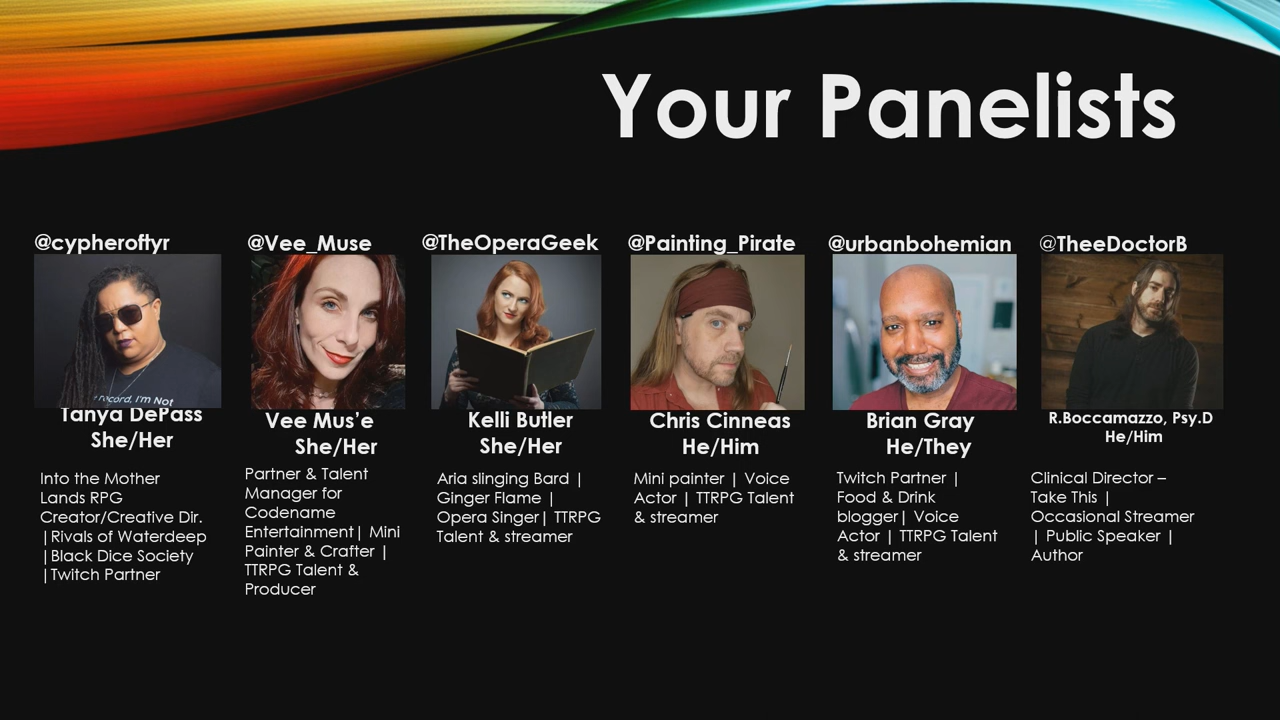 Your Panelists
@cypheroftyr
@Vee_Muse
@TheOperaGeek
@Painting_Pirate
@urbanbohemian
@TheeDoctorB
record, I'm Not
Tanya DePass
She/Her
Into the Mother
Lands RPG
Creator/Creative Dir.
|Rivals of Waterdeep
|Black Dice Society
|Twitch Partner
Vee Mus'e
She/Her
Partner & Talent
Manager for
Codename
Entertainment| Mini
Painter & Crafter |
TTRPG Talent &
Producer
Kelli Butler
She/Her
Aria slinging Bard |
Ginger Flame |
Opera Singer| TTRPG
Talent & streamer
Chris Cinneas
He/Him
Mini painter | Voice
Actor | TTRPG Talent
& streamer
Brian Gray
He/They
Twitch Partner |
Food & Drink
blogger| Voice
Actor | TTRPG Talent
& streamer
R.Boccamazzo, Psy.D
He/Him
Clinical Director –
Take This |
Occasional Streamer
| Public Speaker |
Author